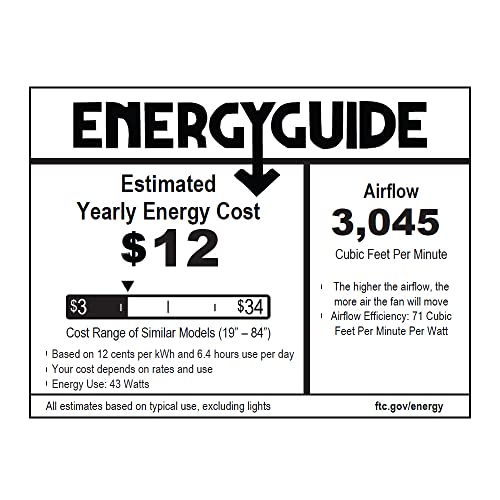 ENERGYGUIDE
Estimated
Yearly Energy Cost
$12
$3
$34
Cost Range of Similar Models (19” – 84”)
• Based on 12 cents per kWh and 6.4 hours use per day
• Your cost depends on rates and use
• Energy Use: 43 Watts
Airflow
3,045
Cubic Feet Per Minute
• The higher the airflow, the
more air the fan will move
• Airflow Efficiency: 71 Cubic
Feet Per Minute Per Watt
All estimates based on typical use, excluding lights
ftc.gov/energy